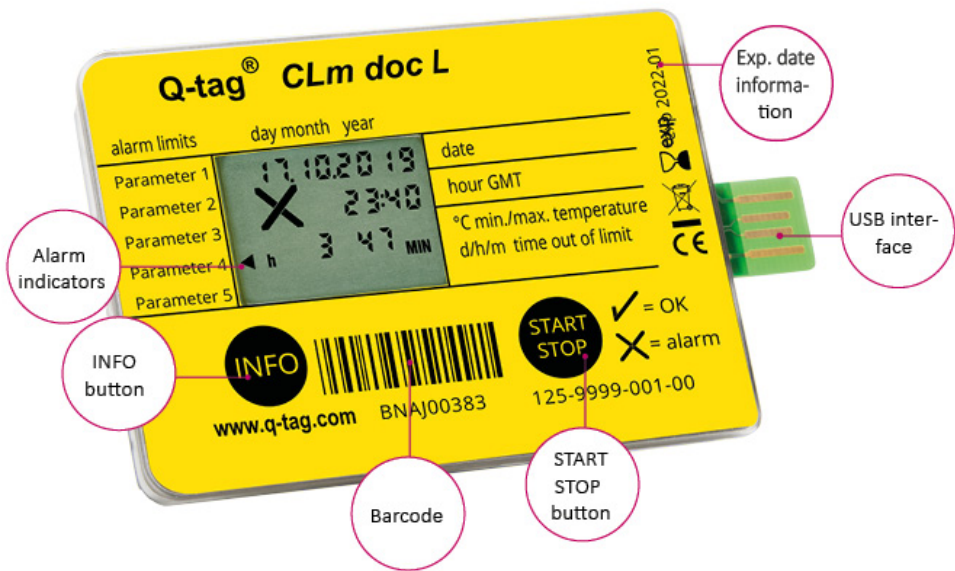 Q-tag® CLm doc L
alarm limits
day month year
Parameter 1
Parameter 2
Parameter 3
Parameter 4
Parameter 5
17.10.2019
23:40
h 3 47 MIN
date
hour GMT
°C min./max. temperature
d/h/m time out of limit
exp 2022-01
CE
INFO
START
STOP
✓ = OK
✗ = alarm
www.q-tag.com
BNAJ00383
125-9999-001-00
Exp. date
informa-
tion
USB inter-
face
Alarm
indicators
INFO
button
Barcode
START
STOP
button